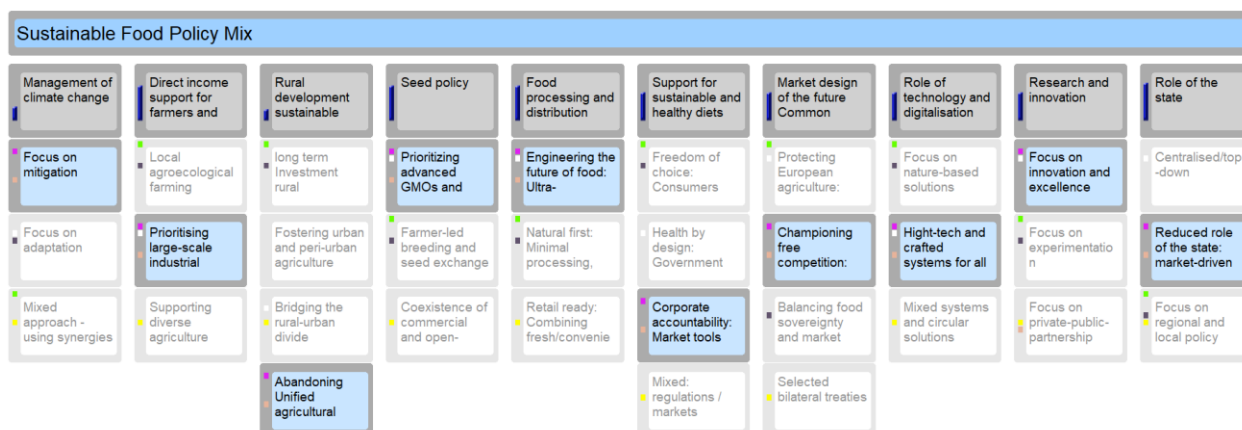 Sustainable Food Policy Mix
Management of
climate change
Direct income
support for
farmers and
Rural
development
sustainable
Seed policy
Food
processing and
distribution
Support for
sustainable and
healthy diets
Market design
of the future
Common
Role of
technology and
digitalisation
Research and
innovation
Role of the
state
Focus on
mitigation
Local
agroecological
farming
long term
Investment
rural
Prioritizing
advanced
GMOs and
Engineering the
future of food:
Ultra-
Freedom of
choice:
Consumers
Protecting
European
agriculture:
Focus on
nature-based
solutions
Focus on
innovation and
excellence
Centralised/top
-down
Focus on
adaptation
Prioritising
large-scale
industrial
Fostering urban
and peri-urban
agriculture
Farmer-led
breeding and
seed exchange
Natural first:
Minimal
processing,
Health by
design:
Government
Championing
free
competition:
Hight-tech and
crafted
systems for all
Focus on
experimentatio
n
Reduced role
of the state:
market-driven
Mixed
approach -
using synergies
Supporting
diverse
agriculture
Bridging the
rural-urban
divide
Coexistence of
commercial
and open-
Retail ready:
Combining
fresh/convenie
Corporate
accountability:
Market tools
Balancing food
sovereignty
and market
Mixed systems
and circular
solutions
Focus on
private-public-
partnership
Focus on
regional and
local policy
Abandoning
Unified
agricultural
Mixed:
regulations /
markets
Selected
bilateral treaties